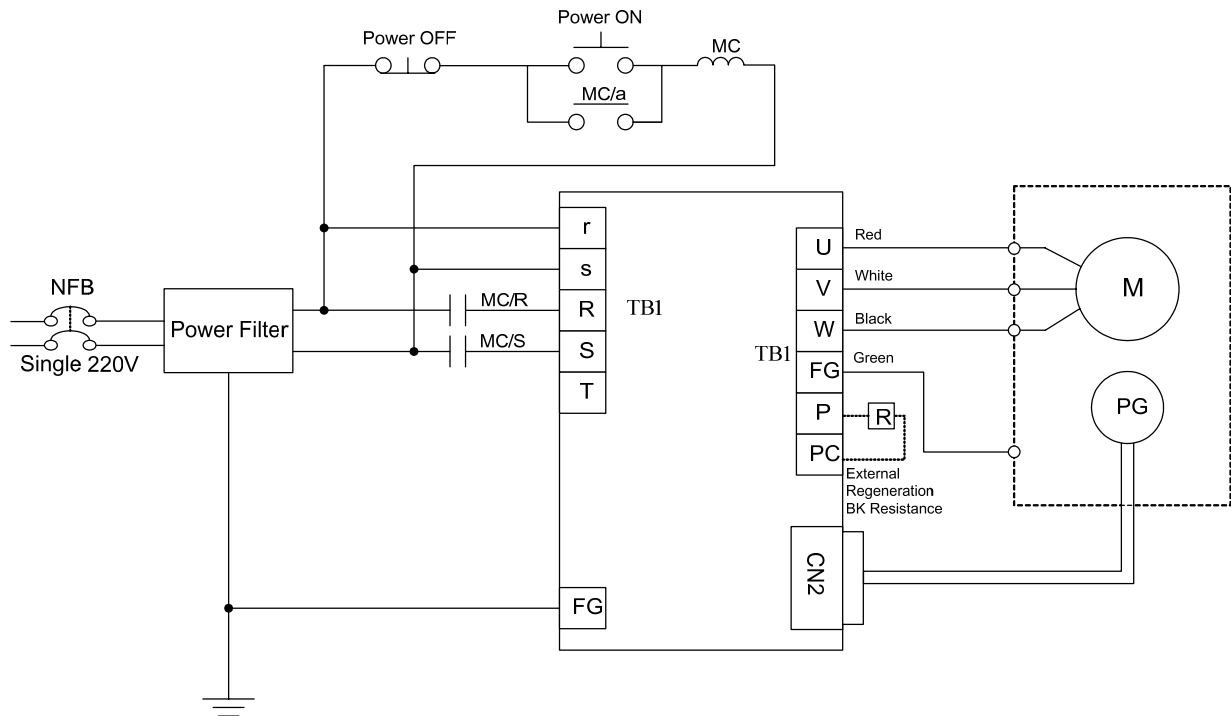 Power ON
Power OFF
MC
MC/a
r
s
R
S
T
TB1
MC/R
MC/S
NFB
Power Filter
Single 220V
FG
U
V
W
FG
P
PC
TB1
Red
White
Black
Green
R
External
Regeneration
BK Resistance
CN2
M
PG